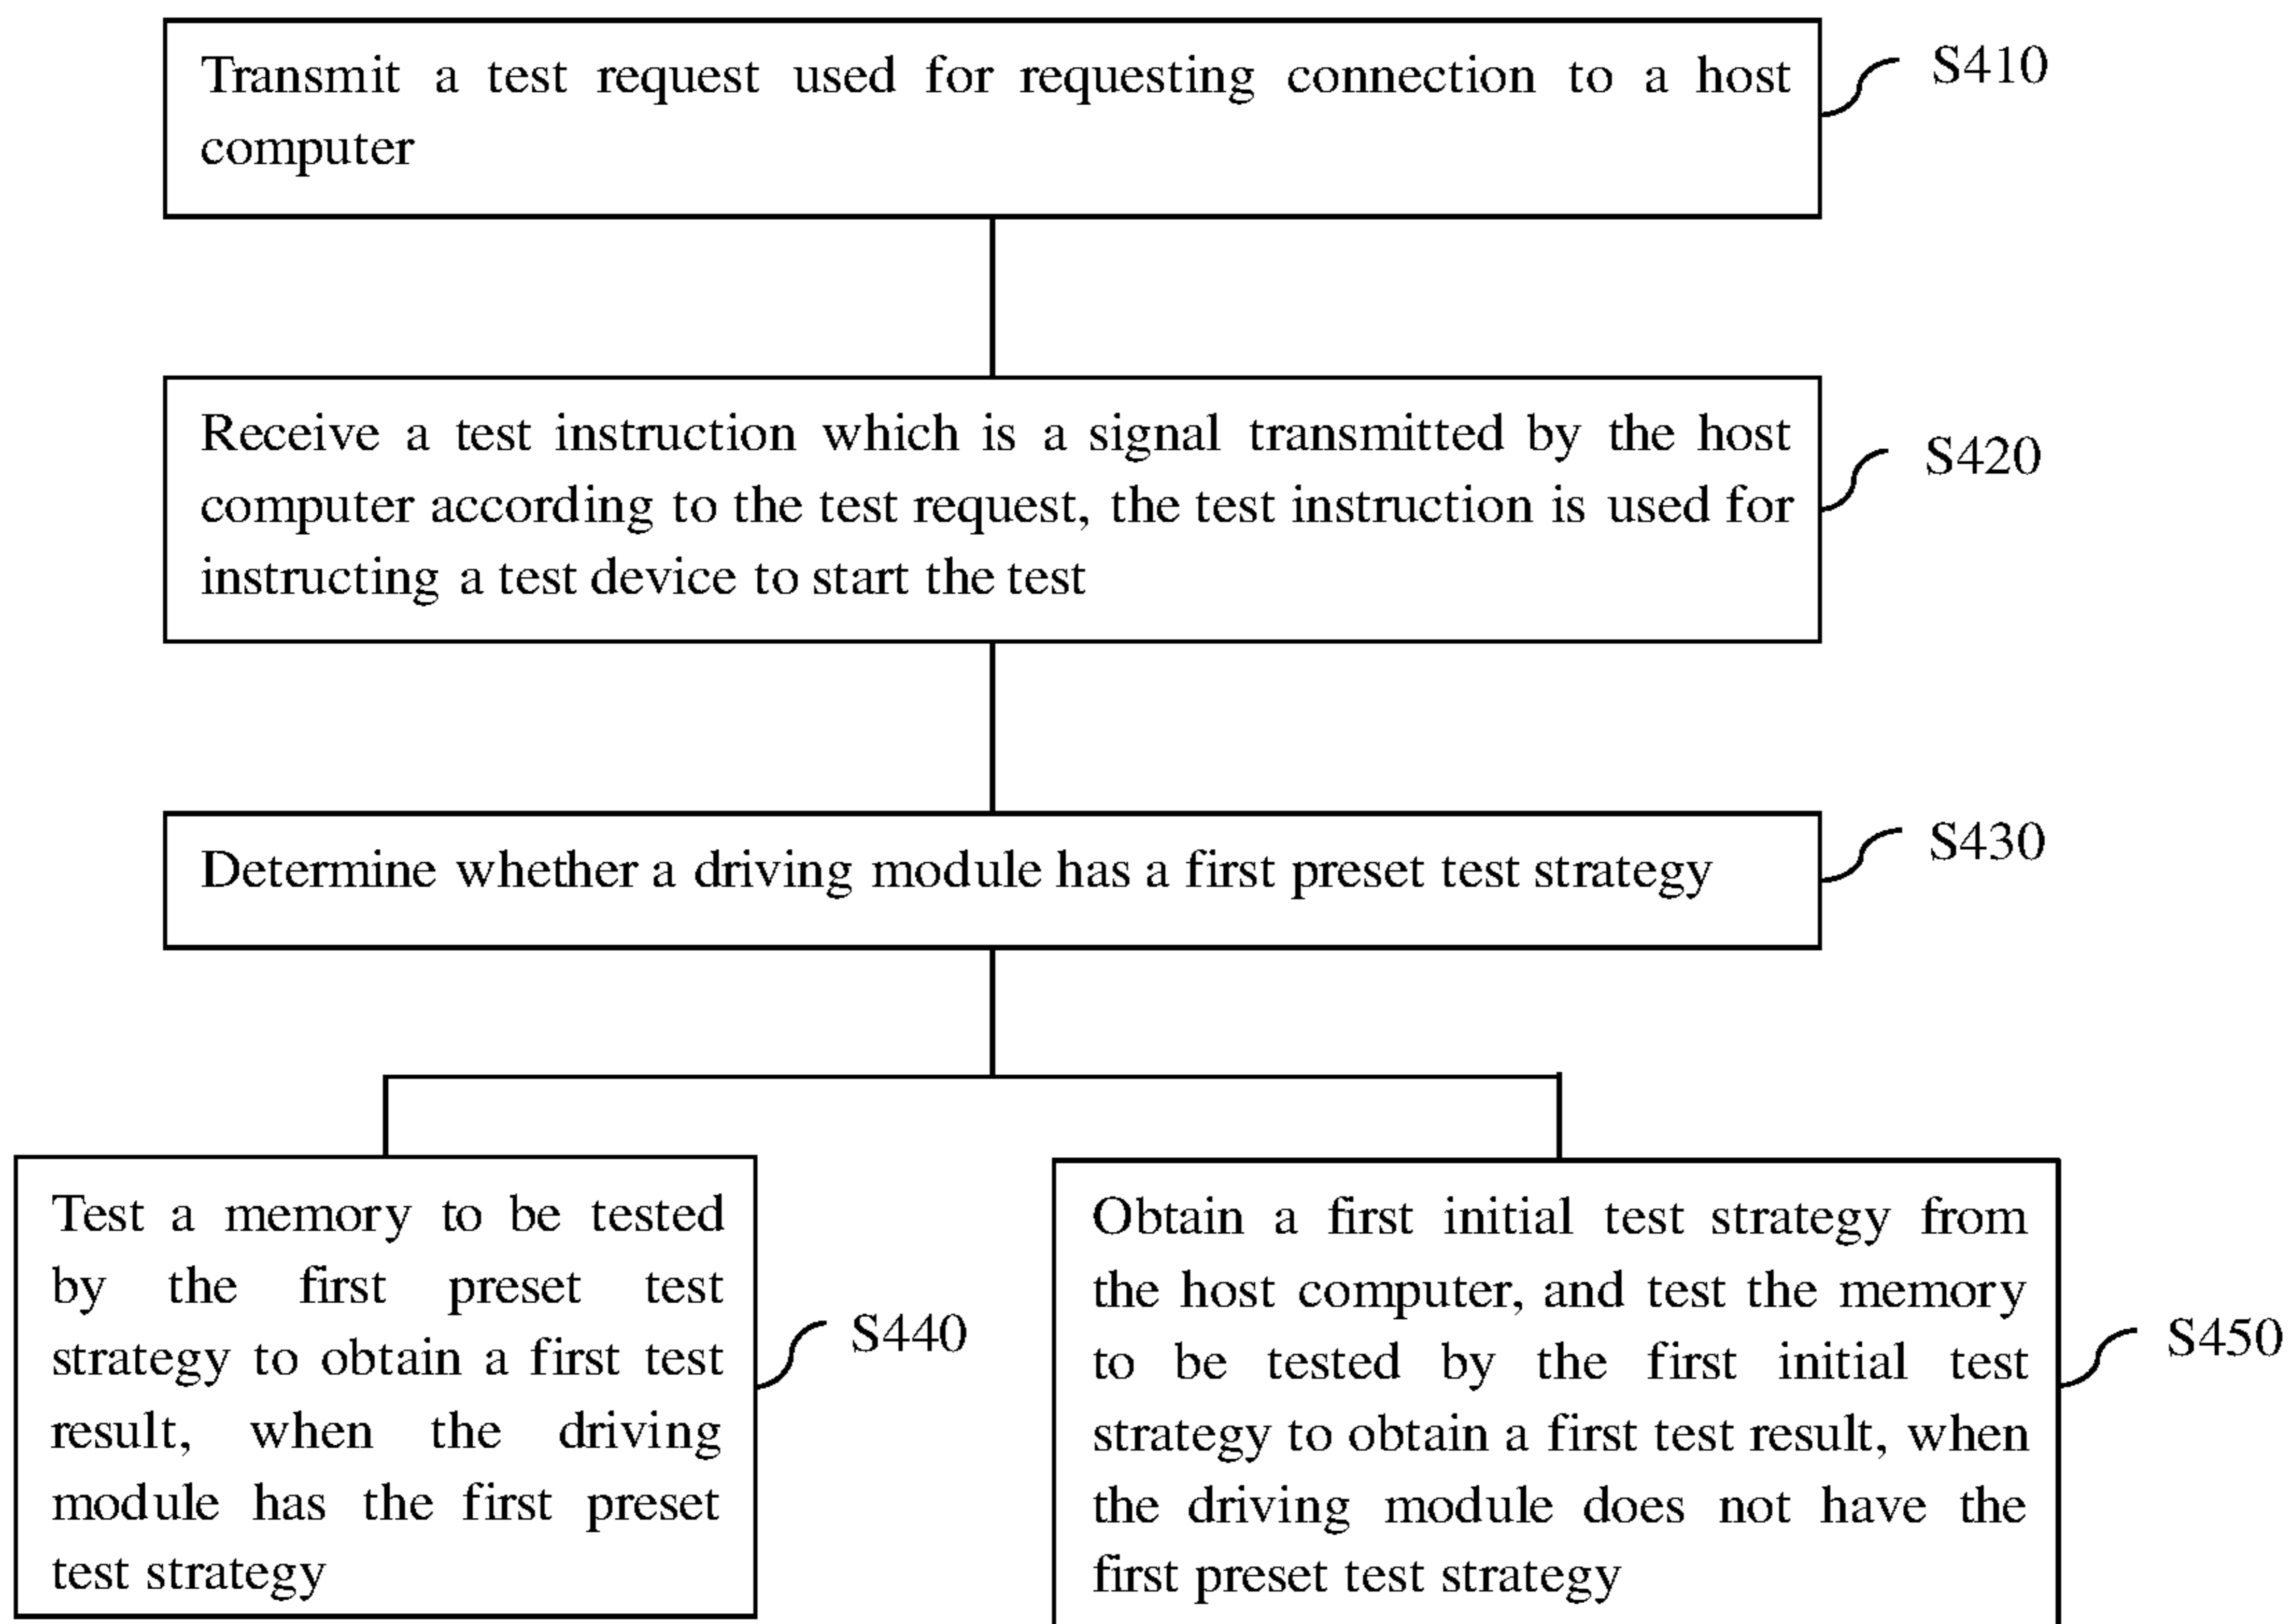 Transmit a test request used for requesting connection to a host
computer
S410
Receive a test instruction which is a signal transmitted by the host
computer according to the test request, the test instruction is used for
instructing a test device to start the test
S420
Determine whether a driving module has a first preset test strategy
S430
Test a memory to be tested
by the first preset test
strategy to obtain a first test
result, when the driving
module has the first preset
test strategy
S440
Obtain a first initial test strategy from
the host computer, and test the memory
to be tested by the first initial test
strategy to obtain a first test result, when
the driving module does not have the
first preset test strategy
S450